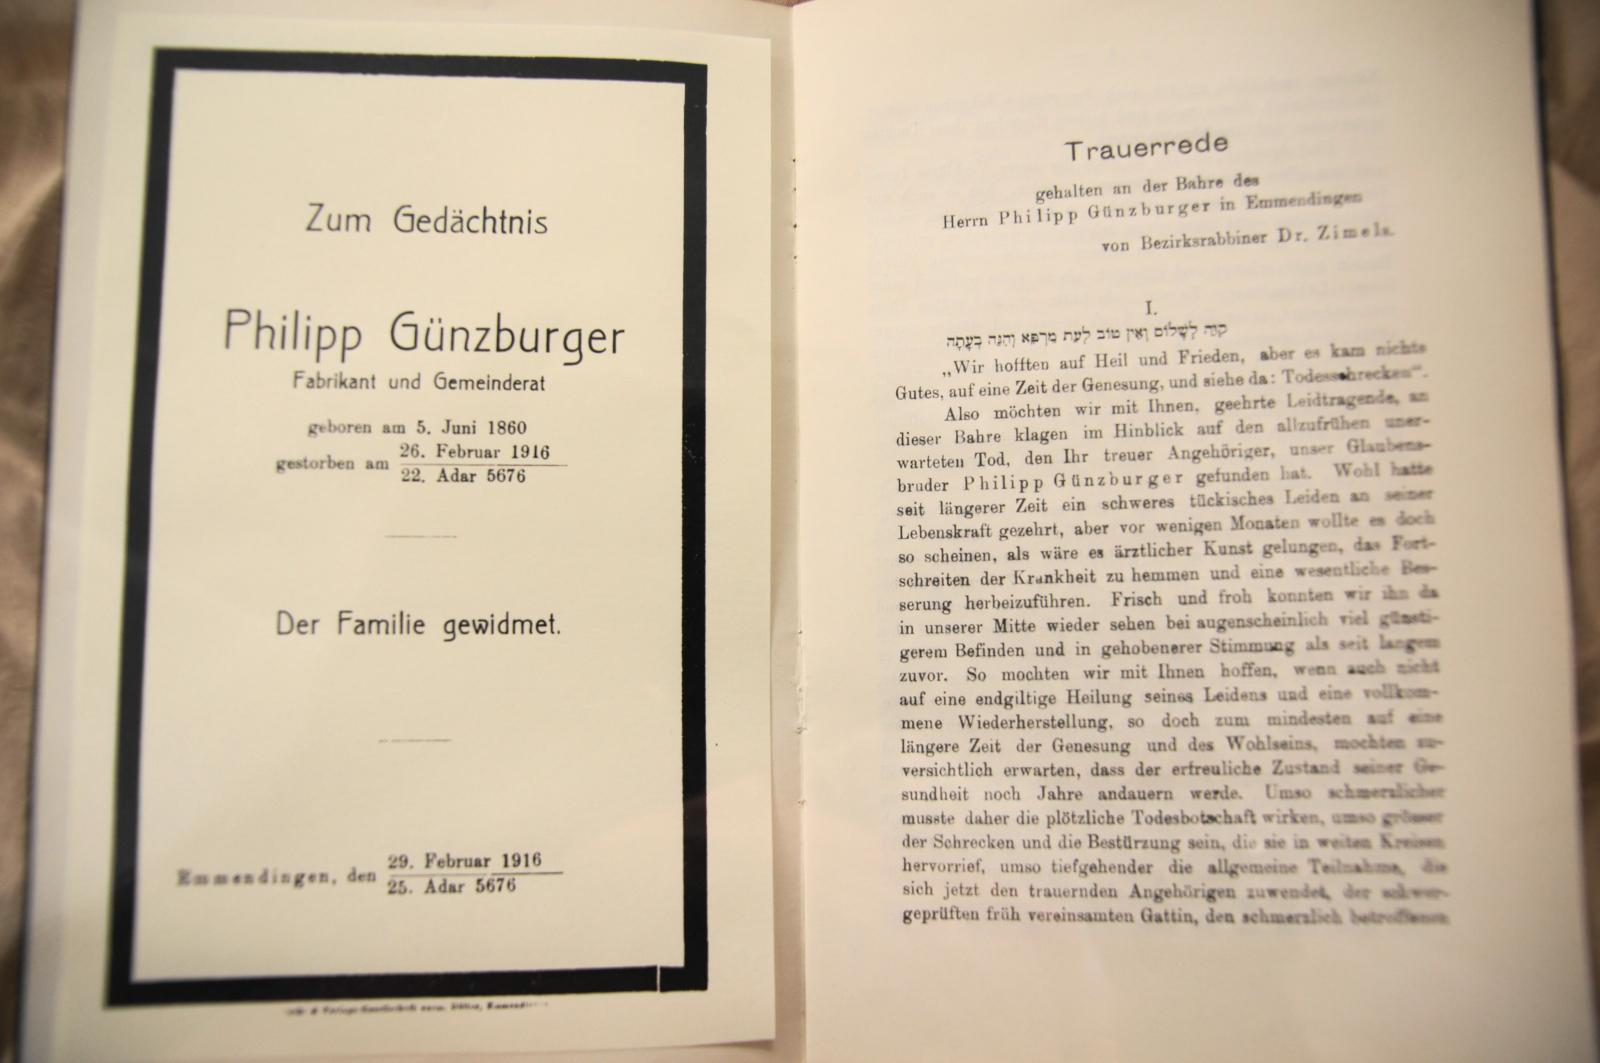 Zum Gedächtnis
Philipp Günzburger
Fabrikant und Gemeinderat
geboren am 5. Juni 1860
gestorben am 26. Februar 1916
22. Adar 5676
Der Familie gewidmet.
Emmendingen, den 29. Februar 1916
25. Adar 5676
Trauerrede
gehalten an der Bahre des
Herrn Philipp Günzburger in Emmendingen
von Bezirksrabbiner Dr. Zimels.
I.
קַוֵּה לְשָׁלוֹם וְאֵין טוֹב לְעֵת מַרְפֵּא וְהִנֵּה בְעָתָה
„Wir hofften auf Heil und Frieden, aber es kam nichts
Gutes, auf eine Zeit der Genesung, und siehe da: Todesschrecken“.
Also möchten wir mit Ihnen, geehrte Leidtragende, an
dieser Bahre klagen im Hinblick auf den allzufrühen uner-
warteten Tod, den Ihr treuer Angehöriger, unser Glaubens-
bruder Philipp Günzburger gefunden hat. Wohl hatte
seit längerer Zeit ein schweres tückisches Leiden an seiner
Lebenskraft gezehrt, aber vor wenigen Monaten wollte es doch
so scheinen, als wäre es ärztlicher Kunst gelungen, das Fort-
schreiten der Krankheit zu hemmen und eine wesentliche Bes-
serung herbeizuführen. Frisch und froh konnten wir ihn da
in unserer Mitte wieder sehen bei augenscheinlich viel günsti-
gerem Befinden und in gehobenerer Stimmung als seit langem
zuvor. So mochten wir mit Ihnen hoffen, wenn auch nicht
auf eine endgiltige Heilung seines Leidens und eine vollkom-
mene Wiederherstellung, so doch zum mindesten auf eine
längere Zeit der Genesung und des Wohlseins, mochten zu-
versichtlich erwarten, dass der erfreuliche Zustand seiner Ge-
sundheit noch Jahre andauern werde. Umso schmerzlicher
musste daher die plötzliche Todesbotschaft wirken, umso grösser
der Schrecken und die Bestürzung sein, die sie in weiten Kreisen
hervorrief, umso tiefgehender die allgemeine Teilnahme, die
sich jetzt den trauernden Angehörigen zuwendet, der schwer-
geprüften früh vereinsamten Gattin, den schmerzlich betroffenen